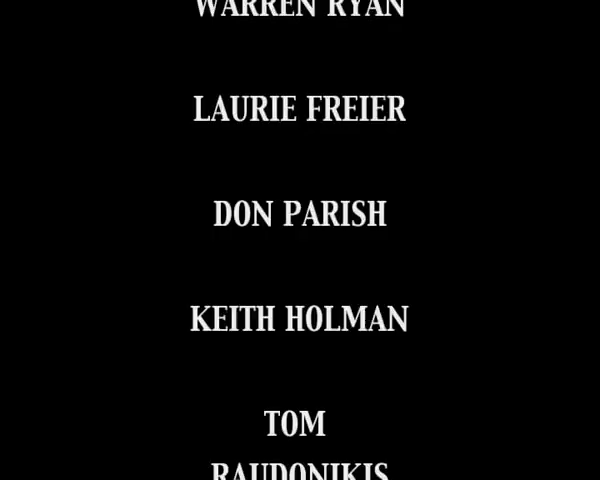 WARREN RYAN
LAURIE FREIER
DON PARISH
KEITH HOLMAN
TOM
RAUDONIKIS